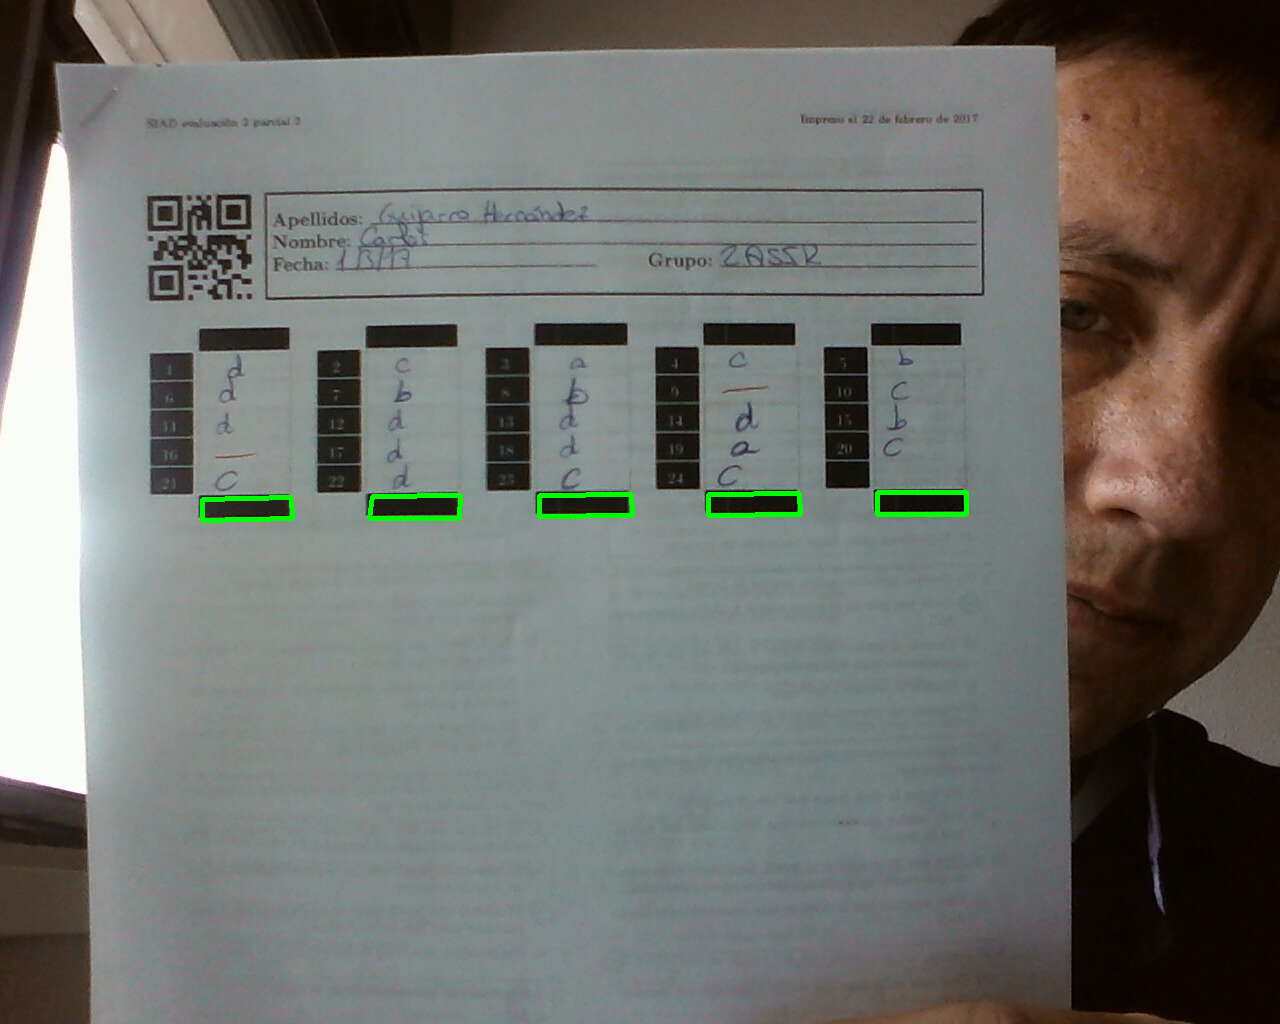 SIAD evaluación 2 parcial 3 Impreso el 22 de febrero de 2017
Apellidos: Guijarro Hernández
Nombre: Carlos
Fecha: 1/3/17 Grupo: 2ASSR
1 d 2 c 3 a 4 c 5 b
6 d 7 b 8 b 9 — 10 C
11 d 12 d 13 d 14 d 15 b
16 — 17 d 18 d 19 a 20 C
21 C 22 d 23 C 24 C